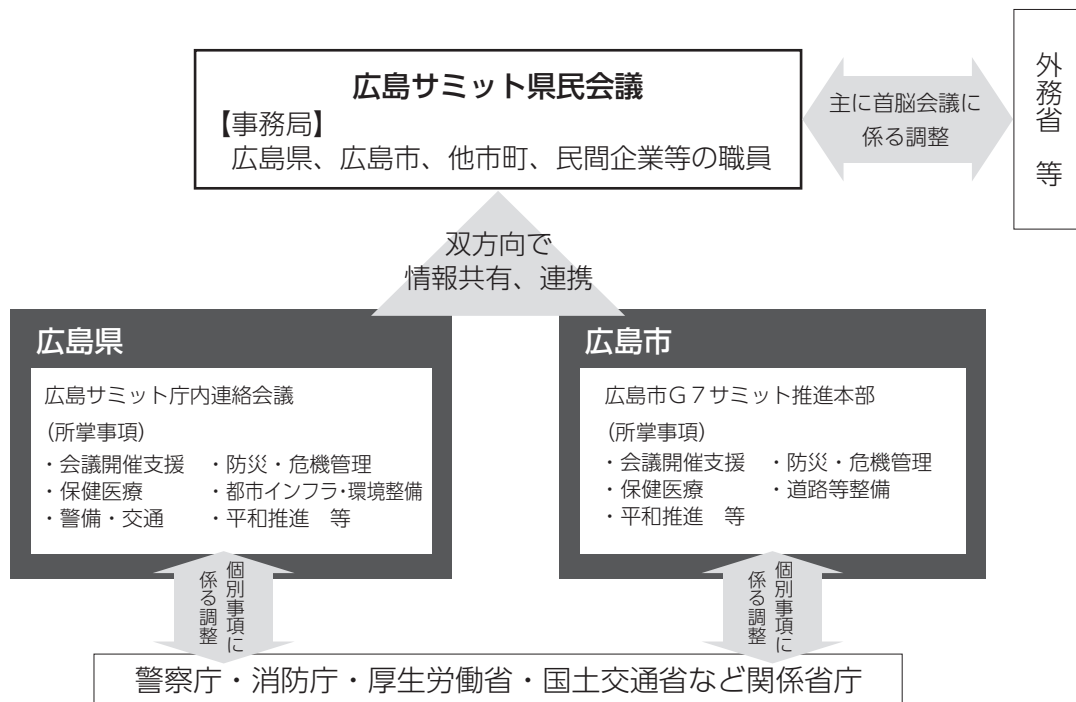 広島サミット県民会議
【事務局】
広島県、広島市、他市町、民間企業等の職員
主に首脳会議に
係る調整
外務省 等
双方向で
情報共有、連携
広島県
広島サミット庁内連絡会議
(所掌事項)
・会議開催支援 ・防災・危機管理
・保健医療 ・都市インフラ・環境整備
・警備・交通 ・平和推進 等
広島市
広島市G7サミット推進本部
(所掌事項)
・会議開催支援 ・防災・危機管理
・保健医療 ・道路等整備
・平和推進 等
個別事項に
係る調整
個別事項に
係る調整
警察庁・消防庁・厚生労働省・国土交通省など関係省庁